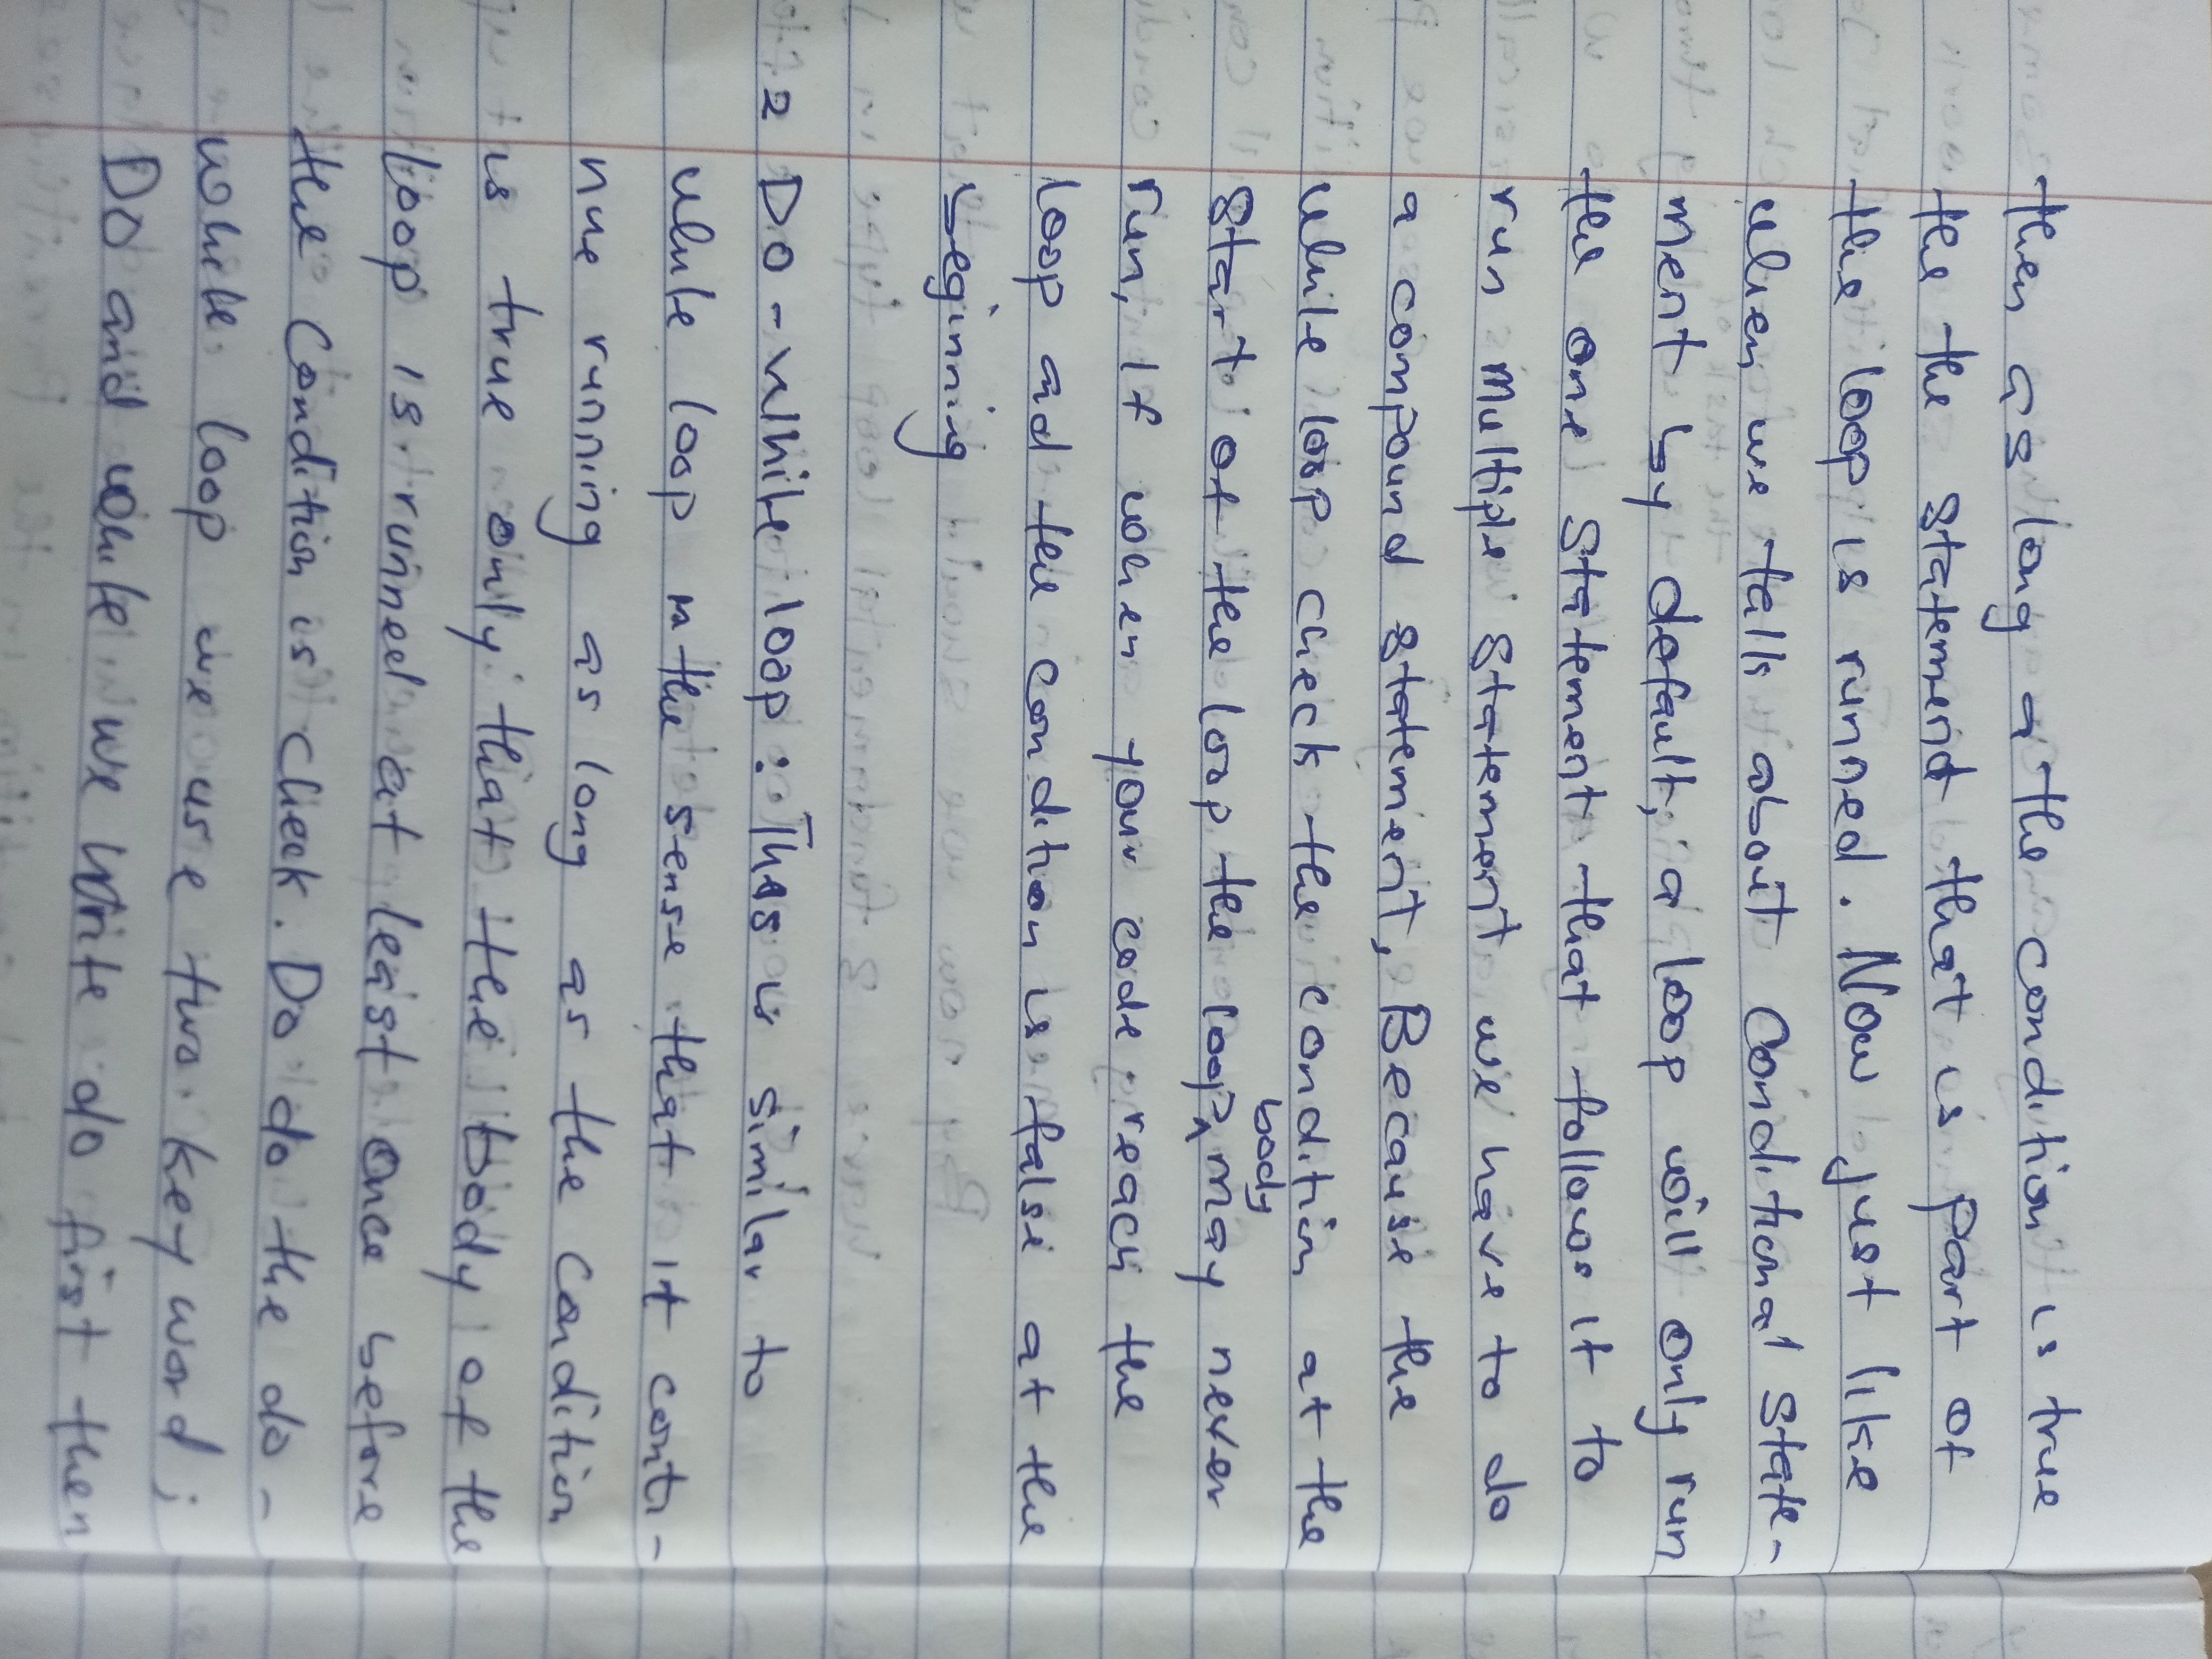 then as long a the condition is true
the the statement that is part of
the loop is runned. Now just like
when we talk about Conditional State-
ment by default, a loop will only run
the one Statement that follows it to
run multiple statement we have to do
a compound statement, Because the
while loop check the condition at the
start of the loop the loop body may never
run, If when your code reach the
loop and the condition is false at the
beginning
2 Do-While loop: This is similar to
while loop in the sense that it conti-
nue running as long as the condition
is true only that the body of the
loop is runned at least once before
the Condition is check. Do do the do-
while loop we use two key word;
Do and while we write do first then